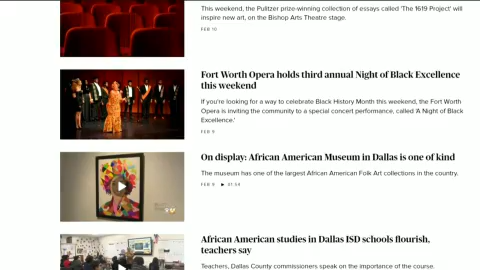 This weekend, the Pulitzer prize-winning collection of essays called 'The 1619 Project' will
inspire new art, on the Bishop Arts Theatre stage.
FEB 10
Fort Worth Opera holds third annual Night of Black Excellence
this weekend
If you're looking for a way to celebrate Black History Month this weekend, the Fort Worth
Opera is inviting the community to a special concert performance, called 'A Night of Black
Excellence.'
FEB 9
On display: African American Museum in Dallas is one of kind
The museum has one of the largest African American Folk Art collections in the country.
FEB 9 ▶ 01:54
African American studies in Dallas ISD schools flourish,
teachers say
Teachers, Dallas County commissioners speak on the importance of the course.